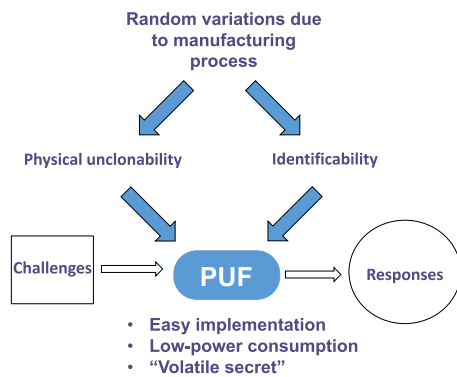 Random variations due
to manufacturing
process
Physical unclonability
Identificability
Challenges
PUF
Responses
• Easy implementation
• Low-power consumption
• “Volatile secret”